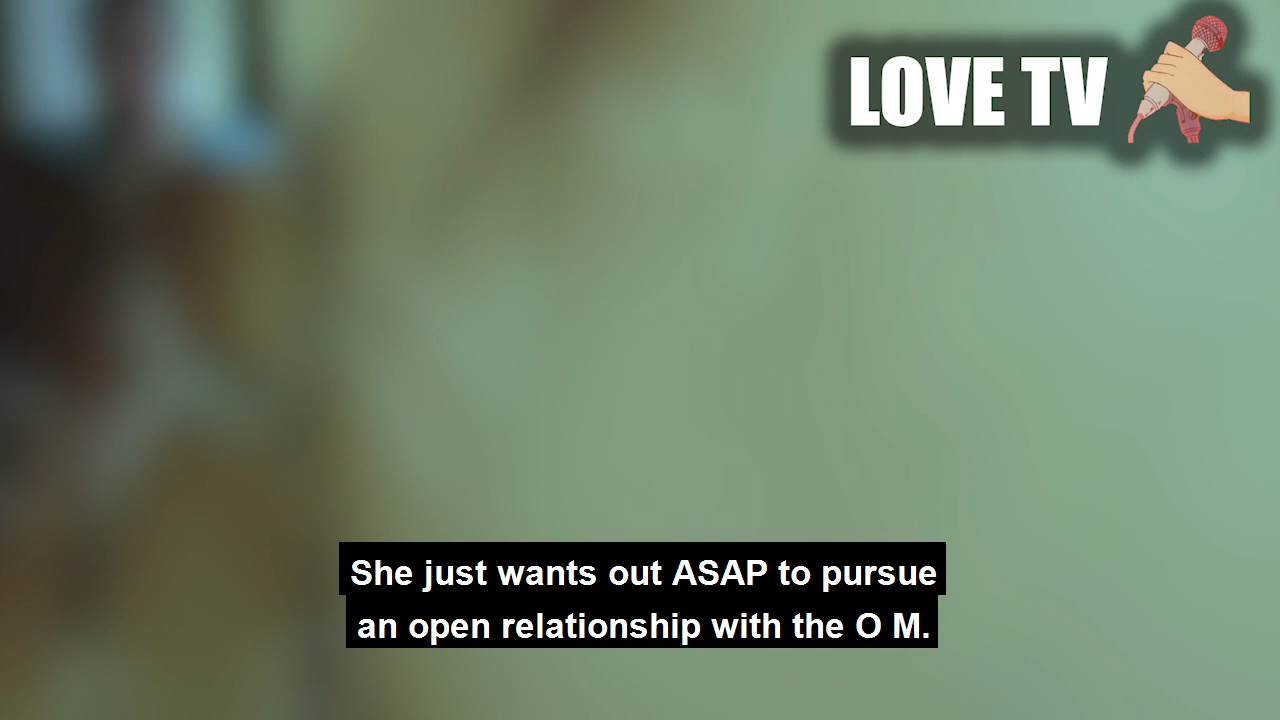 LOVE TV
She just wants out ASAP to pursue
an open relationship with the O M.